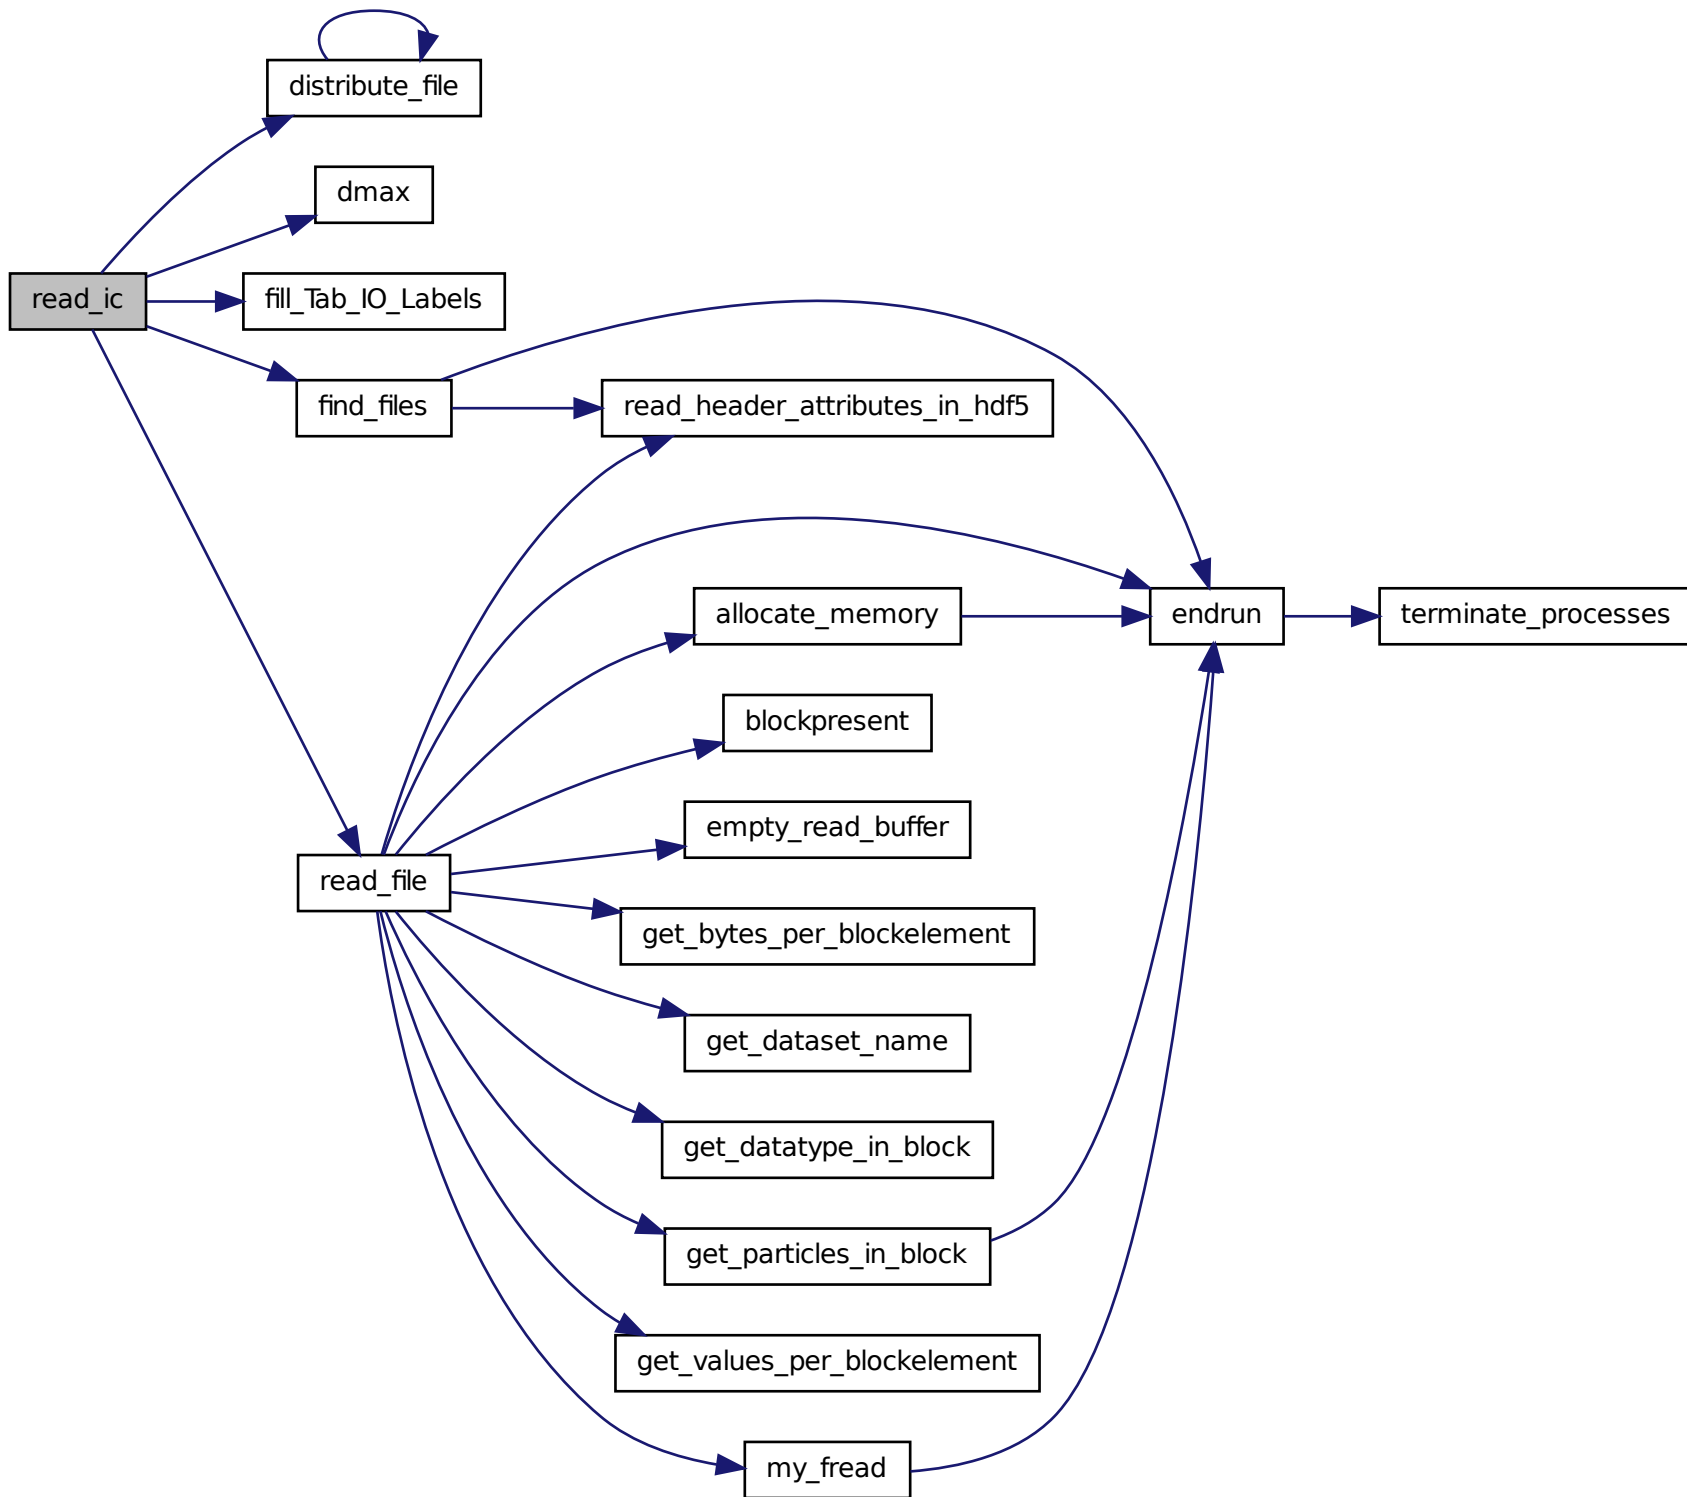 distribute_file
dmax
read_ic
fill_Tab_IO_Labels
find_files
read_header_attributes_in_hdf5
allocate_memory
endrun
terminate_processes
blockpresent
empty_read_buffer
read_file
get_bytes_per_blockelement
get_dataset_name
get_datatype_in_block
get_particles_in_block
get_values_per_blockelement
my_fread